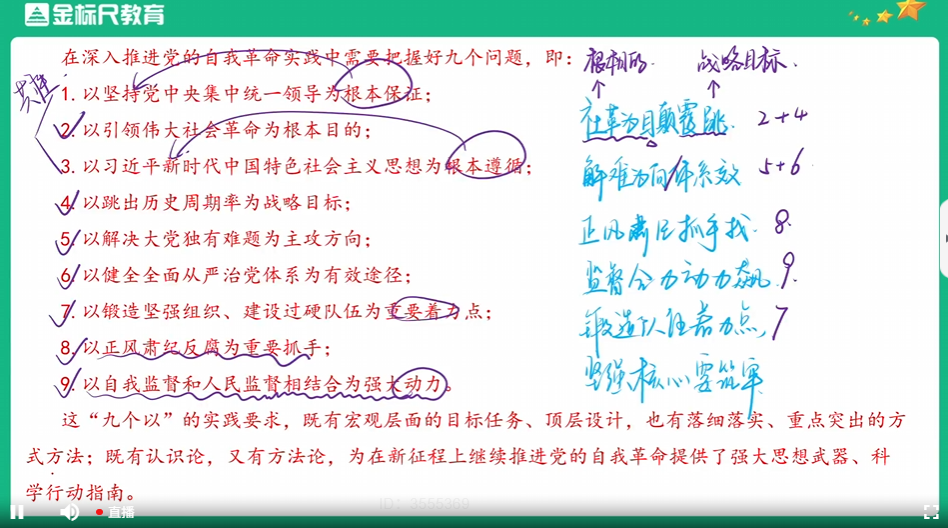 金标尺教育
在深入推进党的自我革命实践中需要把握好九个问题，即：
1. 以坚持党中央集中统一领导为根本保证；
2. 以引领伟大社会革命为根本目的；
3. 以习近平新时代中国特色社会主义思想为根本遵循；
4. 以跳出历史周期率为战略目标；
5. 以解决大党独有难题为主攻方向；
6. 以健全全面从严治党体系为有效途径；
7. 以锻造坚强组织、建设过硬队伍为重要着力点；
8. 以正风肃纪反腐为重要抓手；
9. 以自我监督和人民监督相结合为强大动力。
这“九个以”的实践要求，既有宏观层面的目标任务、顶层设计，也有落细落实、重点突出的方
式方法；既有认识论，又有方法论，为在新征程上继续推进党的自我革命提供了强大思想武器、科
学行动指南。
根本目的. 战略目标.
社革为目颠覆跳. 2+4
解难为向体系效 5+6
正风肃纪抓手找. 8.
监督合力动力飙. 9
锻造队伍着力点, 7
坚强核心要筑牢
ID: 3555369
直播